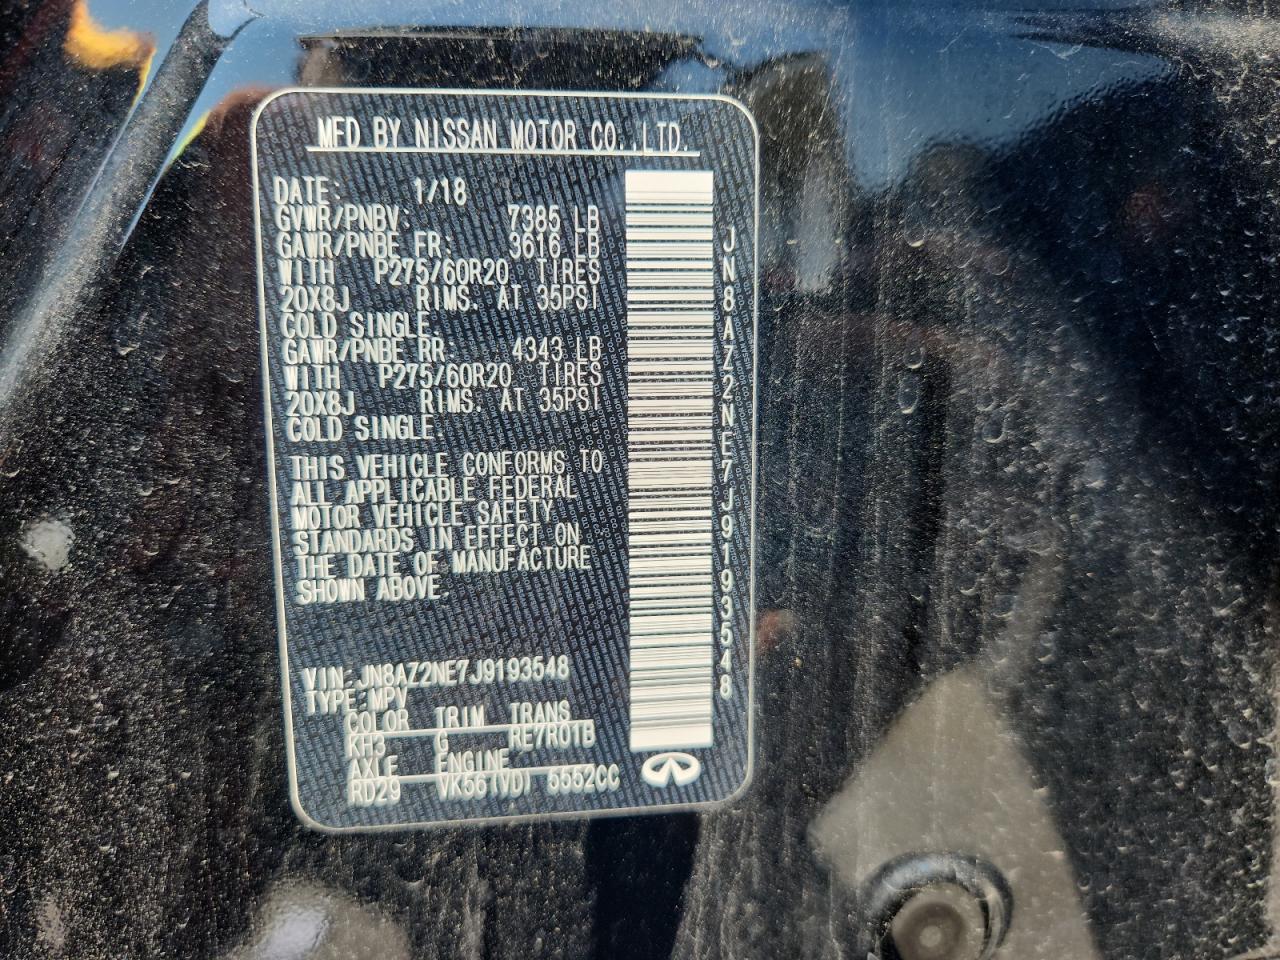 MFD BY NISSAN MOTOR CO.,LTD.
DATE: 1/18
GVWR/PNBV: 7385 LB
GAWR/PNBE FR: 3616 LB
WITH P275/60R20 TIRES
20X8J RIMS. AT 35PSI
COLD SINGLE.
GAWR/PNBE RR: 4343 LB
WITH P275/60R20 TIRES
20X8J RIMS. AT 35PSI
COLD SINGLE.
THIS VEHICLE CONFORMS TO
ALL APPLICABLE FEDERAL
MOTOR VEHICLE SAFETY
STANDARDS IN EFFECT ON
THE DATE OF MANUFACTURE
SHOWN ABOVE.
VIN:JN8AZ2NE7J9193548
TYPE:MPV
COLOR TRIM TRANS
KH3 G RE7R01B
AXLE ENGINE
RD29 VK56(VD) 5552CC
JN8AZ2NE7J9193548